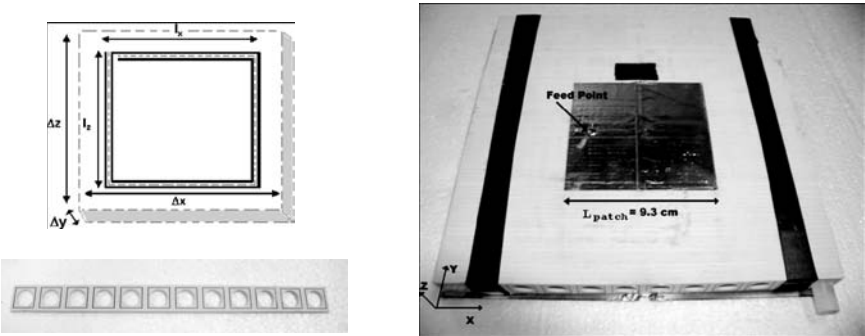 lx
Δz
lz
Δx
Δy
Feed Point
Lpatch = 9.3 cm
Z
Y
X